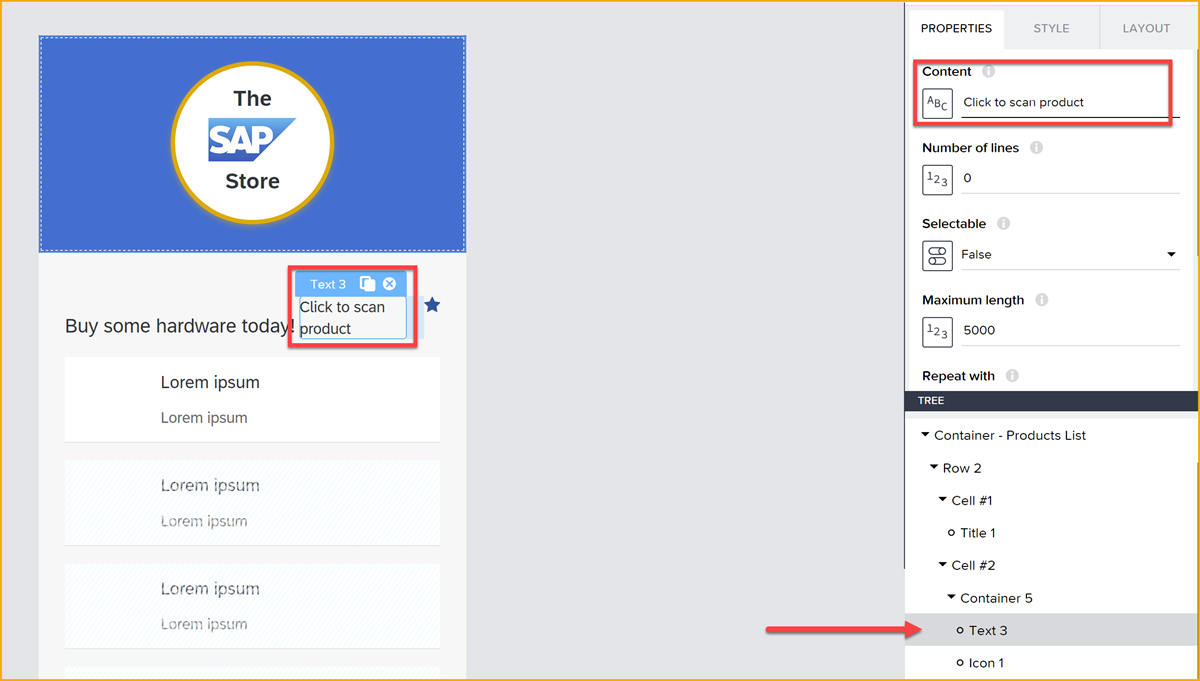 The
SAP
Store
Text 3
Click to scan
product
Buy some hardware today!
Lorem ipsum
Lorem ipsum
Lorem ipsum
Lorem ipsum
Lorem ipsum
Lorem ipsum
PROPERTIES
STYLE
LAYOUT
Content
ABC
Click to scan product
Number of lines
123
0
Selectable
False
Maximum length
123
5000
Repeat with
TREE
Container - Products List
Row 2
Cell #1
Title 1
Cell #2
Container 5
Text 3
Icon 1